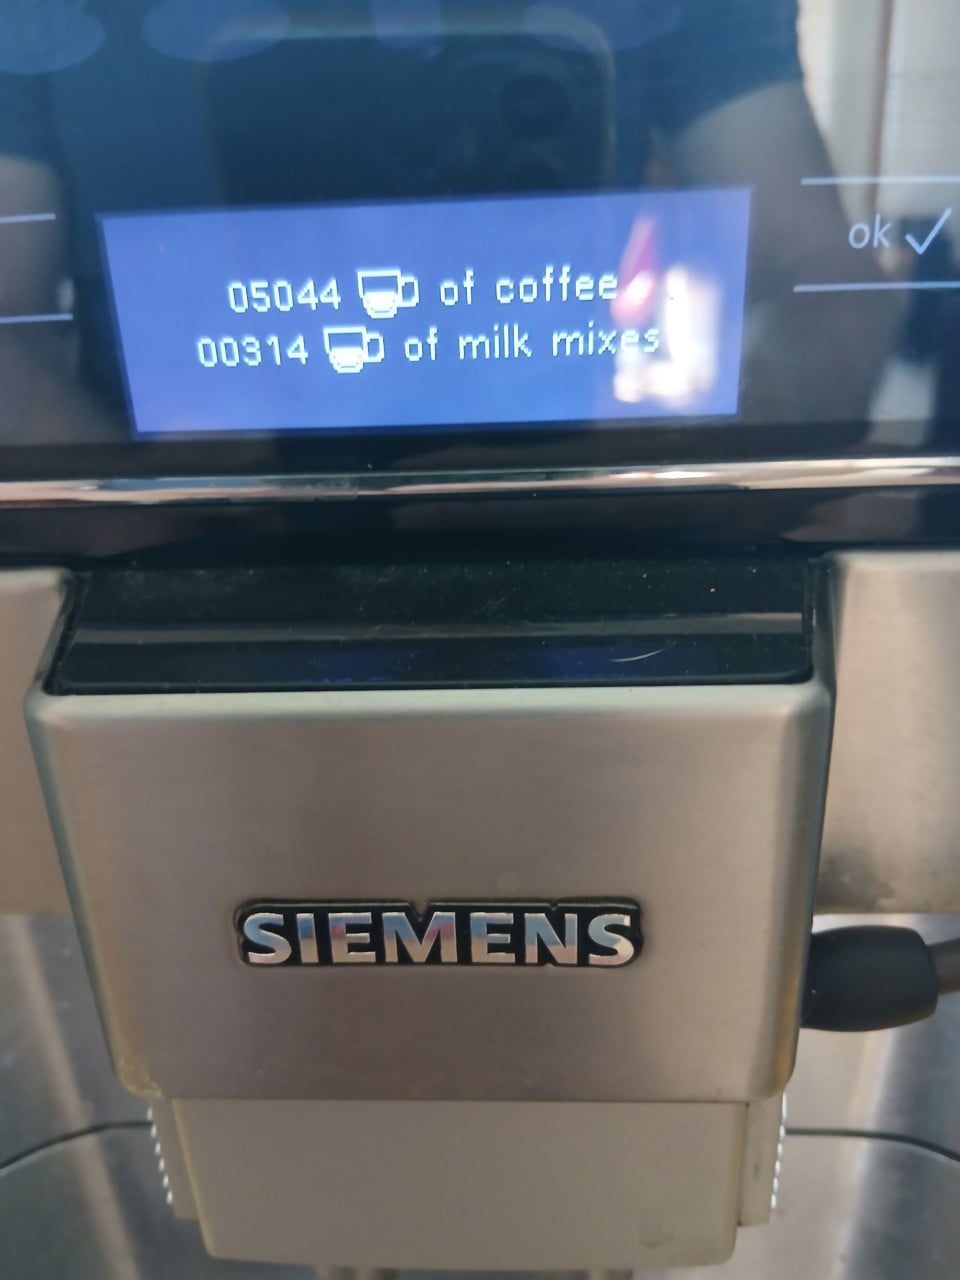 ok
05044 of coffee
00314 of milk mixes
SIEMENS